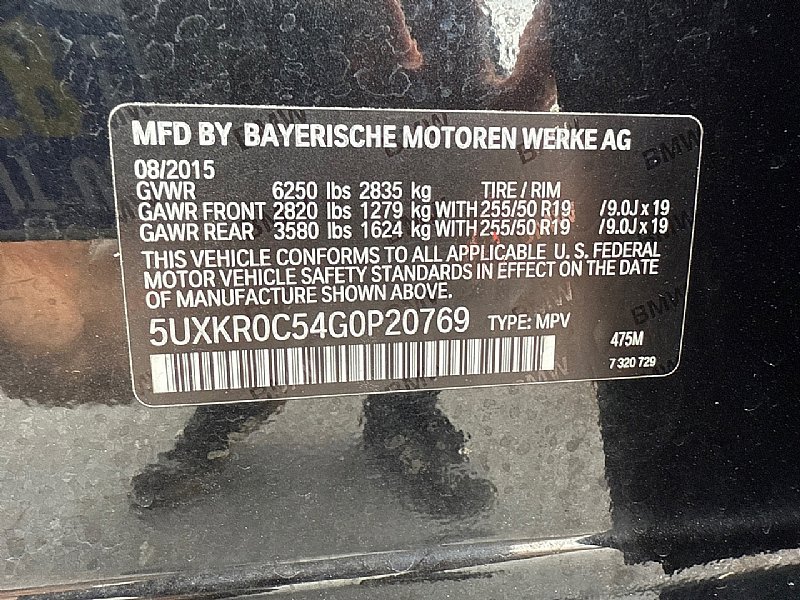 MFD BY BAYERISCHE MOTOREN WERKE AG
08/2015
GVWR 6250 lbs 2835 kg TIRE / RIM
GAWR FRONT 2820 lbs 1279 kg WITH 255/50 R19 /9.0J x 19
GAWR REAR 3580 lbs 1624 kg WITH 255/50 R19 /9.0J x 19
THIS VEHICLE CONFORMS TO ALL APPLICABLE U. S. FEDERAL
MOTOR VEHICLE SAFETY STANDARDS IN EFFECT ON THE DATE
OF MANUFACTURE SHOWN ABOVE.
5UXKR0C54G0P20769 TYPE: MPV
475M
7 320 729